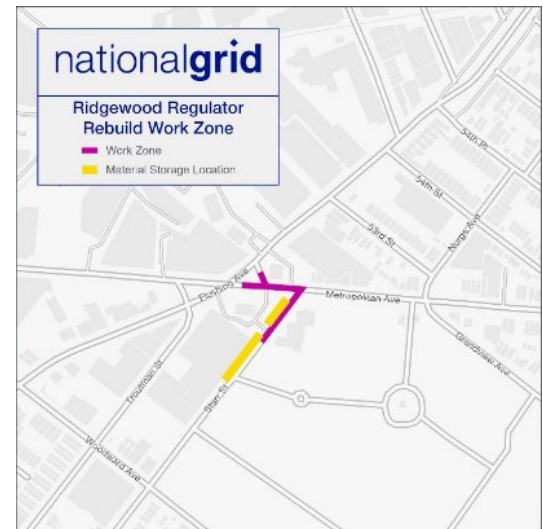 nationalgrid
Ridgewood Regulator
Rebuild Work Zone
Work Zone
Material Storage Location
54th Pl
54th St
53rd St
Nurge Ave
Flushing Ave
Metropolitan Ave
Grandview Ave
Troutman St
Starr St
Woodward Ave